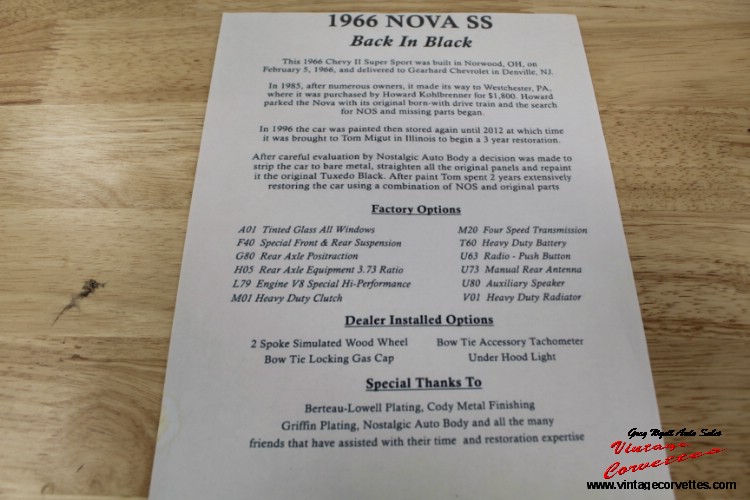 1966 NOVA SS
Back In Black
This 1966 Chevy II Super Sport was built in Norwood, OH, on
February 5, 1966, and delivered to Gearhard Chevrolet in Denville, NJ.
In 1985, after numerous owners, it made its way to Westchester, PA,
where it was purchased by Howard Kohlbrenner for $1,800. Howard
parked the Nova with its original born-with drive train and the search
for NOS and missing parts began.
In 1996 the car was painted then stored again until 2012 at which time
it was brought to Tom Migut in Illinois to begin a 3 year restoration.
After careful evaluation by Nostalgic Auto Body a decision was made to
strip the car to bare metal, straighten all the original panels and repaint
it the original Tuxedo Black. After paint Tom spent 2 years extensively
restoring the car using a combination of NOS and original parts
Factory Options
A01 Tinted Glass All Windows
F40 Special Front & Rear Suspension
G80 Rear Axle Positraction
H05 Rear Axle Equipment 3.73 Ratio
L79 Engine V8 Special Hi-Performance
M01 Heavy Duty Clutch
M20 Four Speed Transmission
T60 Heavy Duty Battery
U63 Radio - Push Button
U73 Manual Rear Antenna
U80 Auxiliary Speaker
V01 Heavy Duty Radiator
Dealer Installed Options
2 Spoke Simulated Wood Wheel
Bow Tie Locking Gas Cap
Bow Tie Accessory Tachometer
Under Hood Light
Special Thanks To
Berteau-Lowell Plating, Cody Metal Finishing
Griffin Plating, Nostalgic Auto Body and all the many
friends that have assisted with their time and restoration expertise
Greg Wyatt Auto Sales
Vintage
Corvettes
www.vintagecorvettes.com